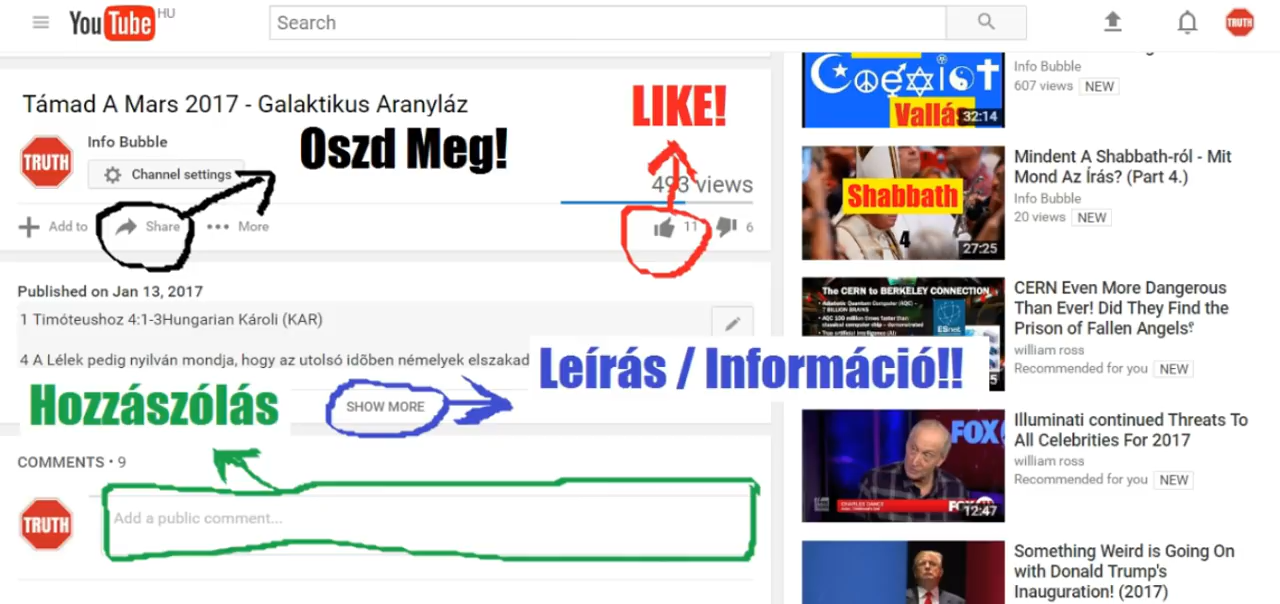 YouTube HU
Search
TRUTH
Támad A Mars 2017 - Galaktikus Aranyláz
TRUTH
Info Bubble
Channel settings
Oszd Meg!
LIKE!
493 views
Add to
Share
More
11
6
Published on Jan 13, 2017
1 Timóteushoz 4:1-3Hungarian Károli (KAR)
4 A Lélek pedig nyilván mondja, hogy az utolsó időben némelyek elszakad
Leírás / Információ!!
Hozzászólás
SHOW MORE
COMMENTS • 9
TRUTH
Add a public comment...
Coexist
Vallás
32:14
Info Bubble
607 views NEW
Shabbath
4
27:25
Mindent A Shabbath-ról - Mit
Mond Az Írás? (Part 4.)
Info Bubble
20 views NEW
The CERN to BERKELEY CONNECTION
ESnet
CERN Even More Dangerous
Than Ever! Did They Find the
Prison of Fallen Angels‽
william ross
Recommended for you NEW
FOX
CHARLES DANCE
12:47
Illuminati continued Threats To
All Celebrities For 2017
william ross
Recommended for you NEW
Something Weird is Going On
with Donald Trump's
Inauguration! (2017)